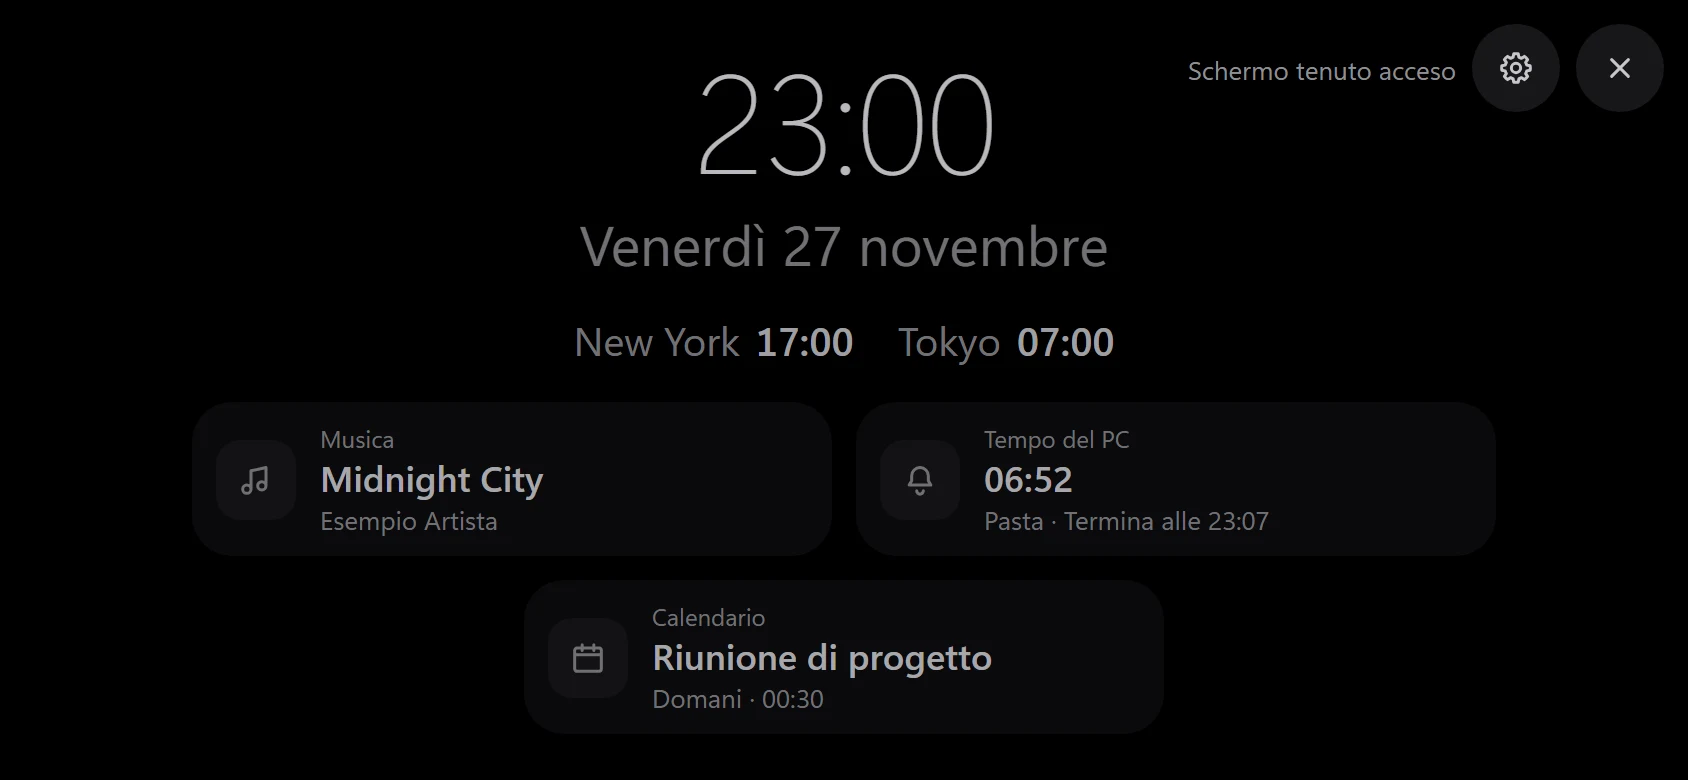 Schermo tenuto acceso
23:00
Venerdì 27 novembre
New York 17:00 Tokyo 07:00
Musica
Midnight City
Esempio Artista
Tempo del PC
06:52
Pasta · Termina alle 23:07
Calendario
Riunione di progetto
Domani · 00:30